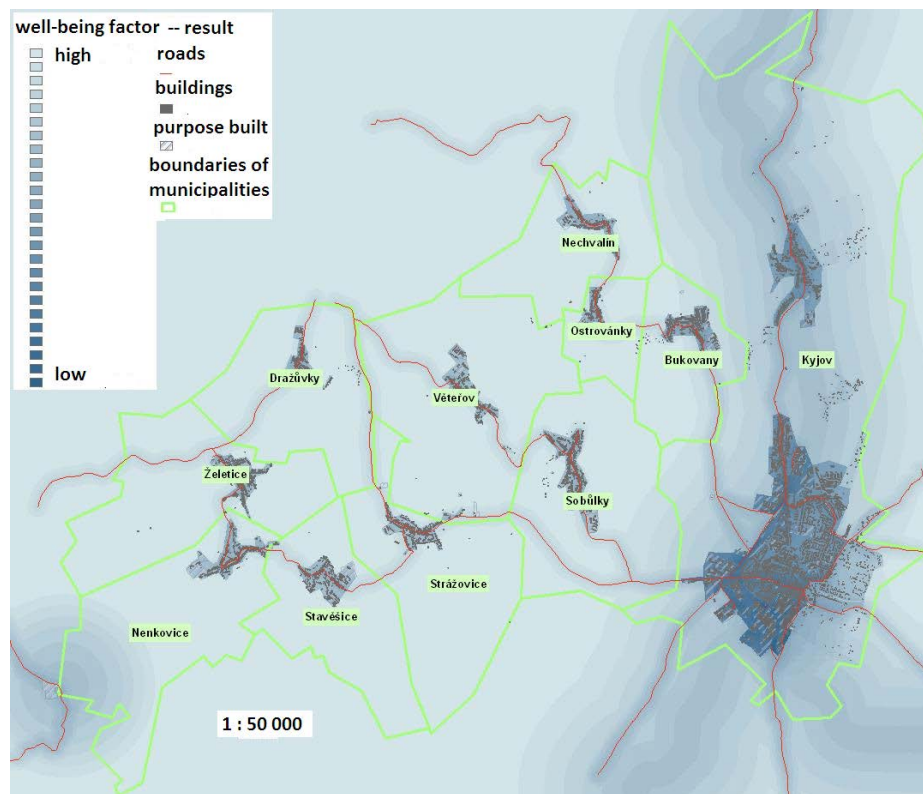 well-being factor -- result
high
roads
buildings
purpose built
boundaries of
municipalities
low
Nechvalín
Ostrovánky
Bukovany
Kyjov
Dražůvky
Věteřov
Želetice
Sobůlky
Strážovice
Stavěšice
Nenkovice
1 : 50 000